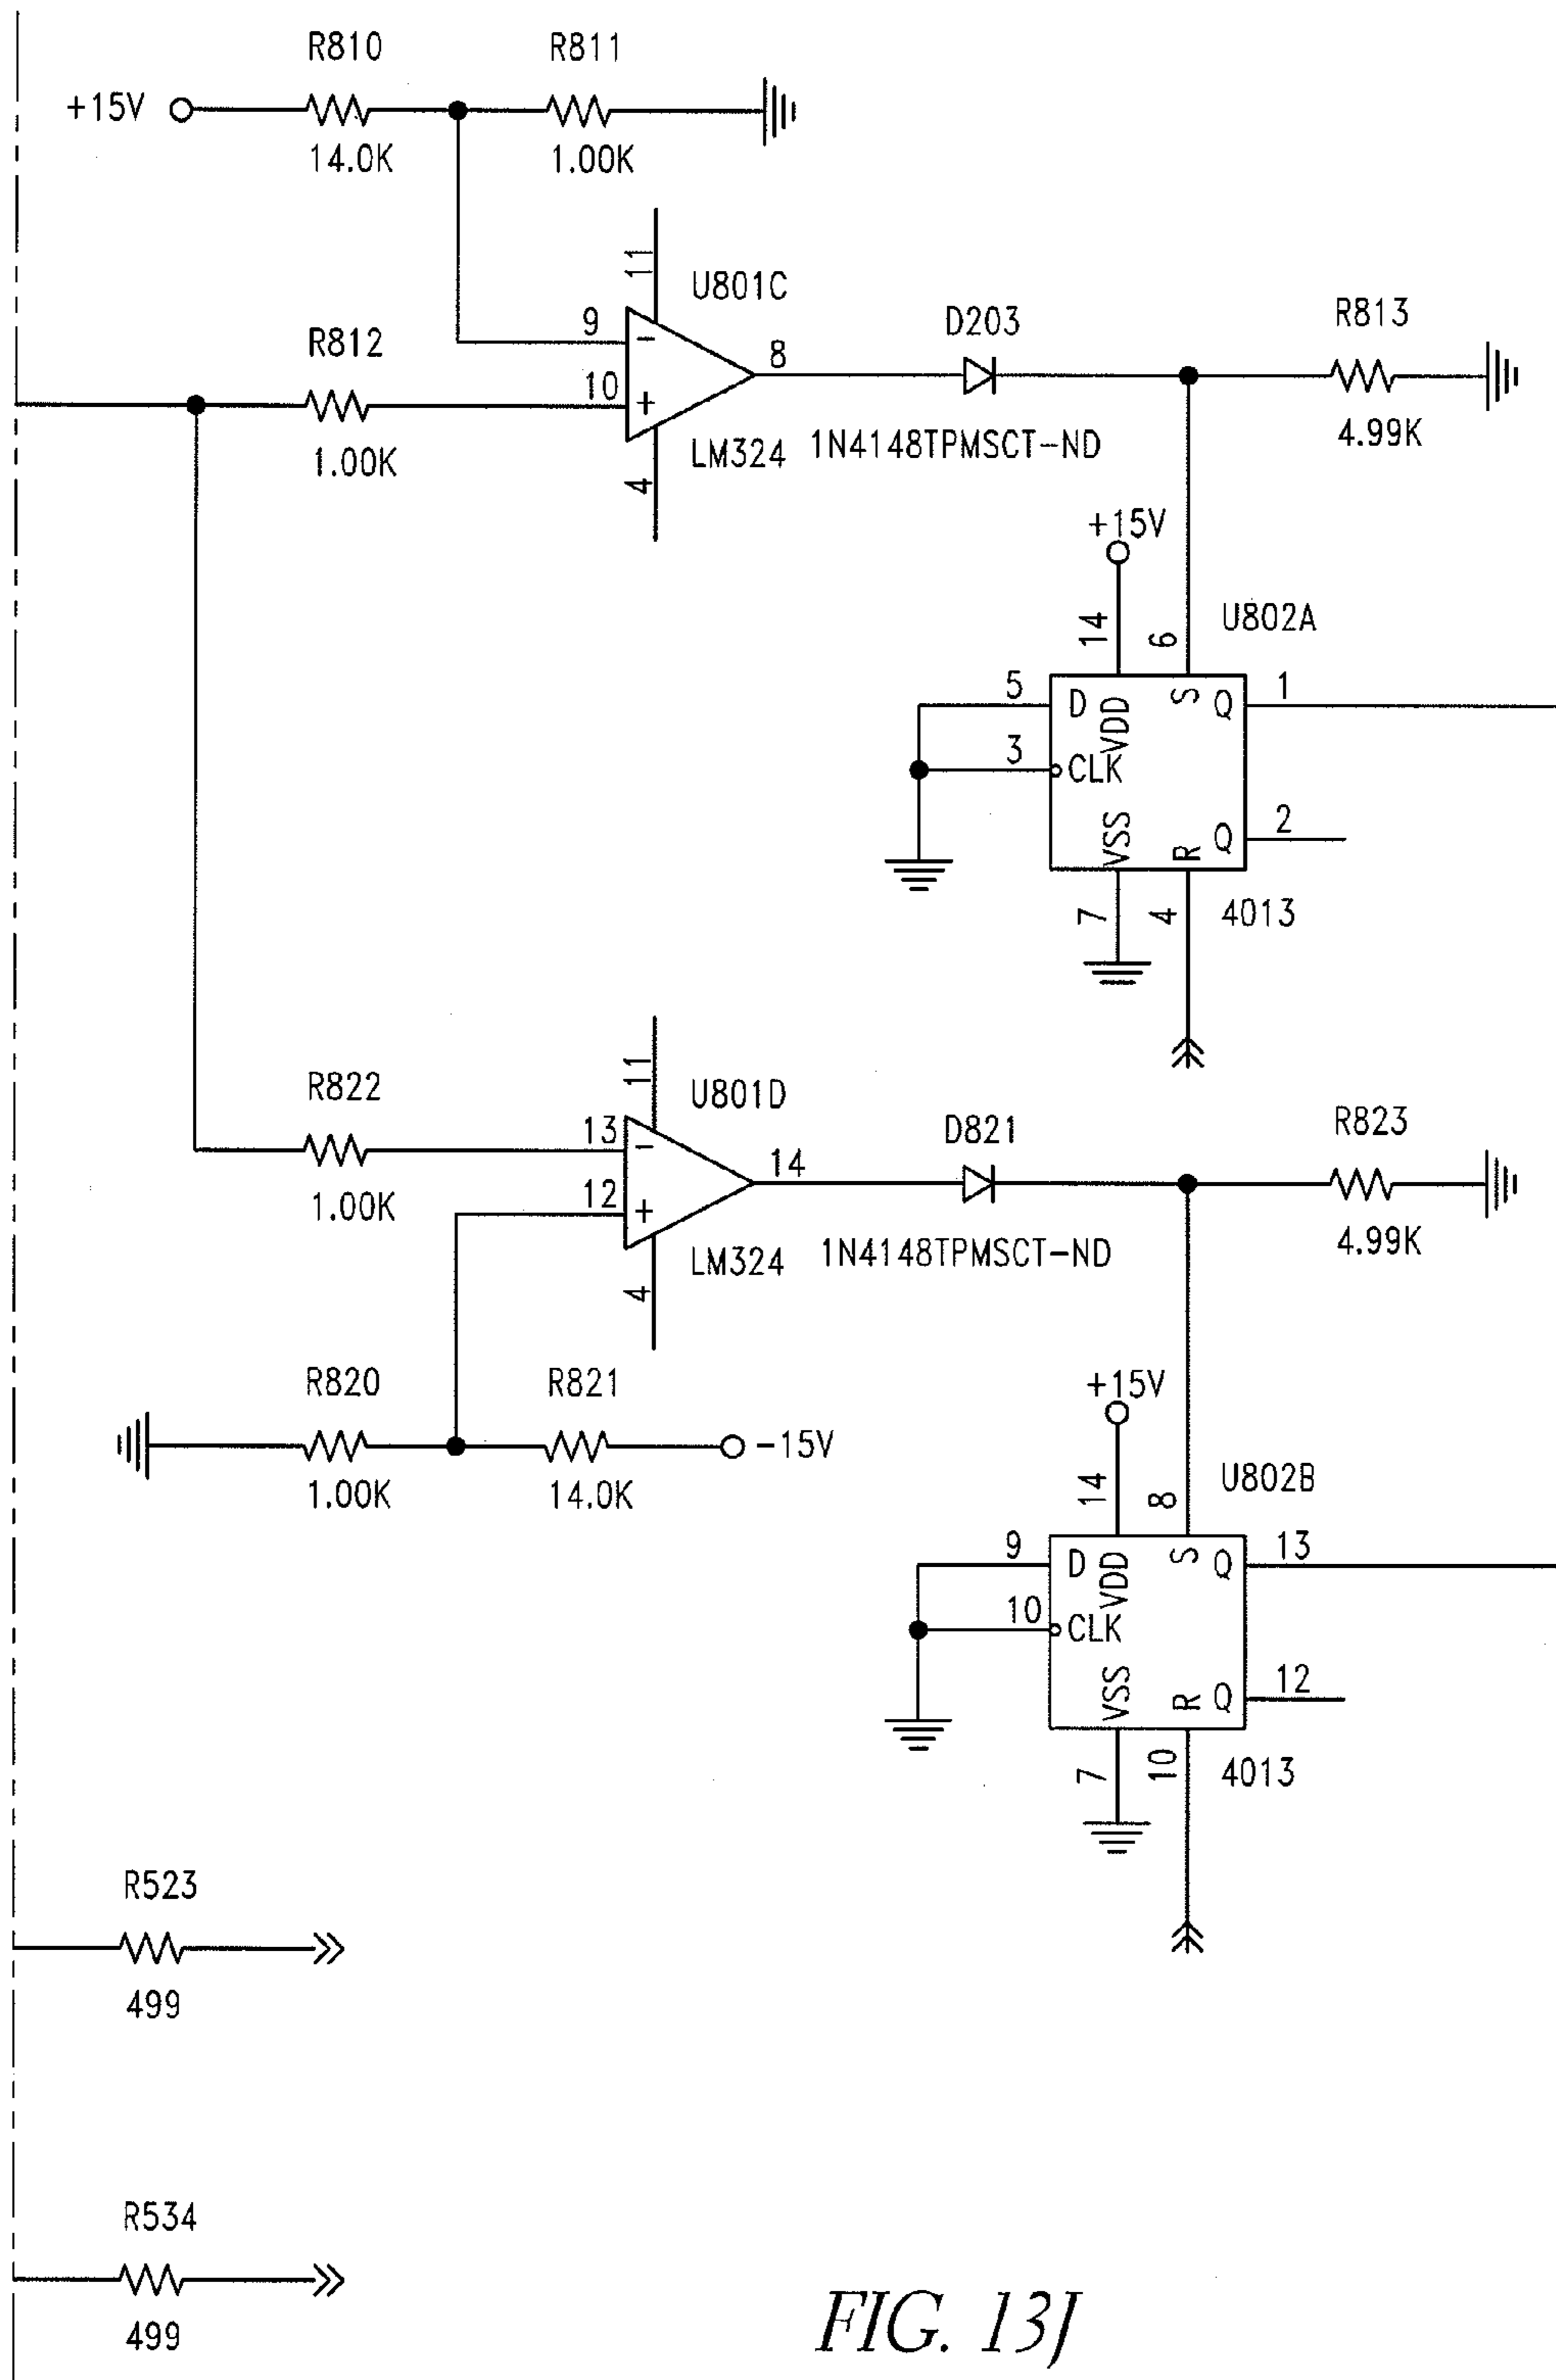 R810
R811
+15V
14.0K
1.00K
11
U801C
9
-
R812
10
+
8
D203
R813
1.00K
4
LM324
1N4148TPMSCT-ND
4.99K
+15V
14
6
U802A
5
D
VDD
S
Q
1
3
CLK
VSS
R
Q
2
7
4
4013
11
U801D
R822
13
-
12
+
14
D821
R823
1.00K
4
LM324
1N4148TPMSCT-ND
4.99K
R820
R821
-15V
1.00K
14.0K
+15V
14
8
U802B
9
D
VDD
S
Q
13
10
CLK
VSS
R
Q
12
7
10
4013
R523
499
R534
499
FIG. 13J